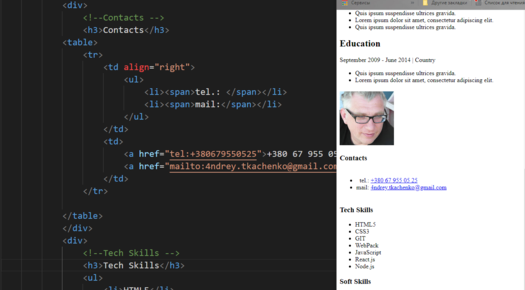 <div>
<!--Contacts -->
<h3>Contacts</h3>
<table>
<tr>
<td align="right">
<ul>
<li><span>tel.: </span></li>
<li><span>mail:</span></li>
</ul>
</td>
<td>
<a href="tel:+380679550525">+380 67 955 05
<a href="mailto:4ndrey.tkachenko@gmail.com
</td>
</tr>
</table>
</div>
<div>
<!--Tech Skills -->
<h3>Tech Skills</h3>
<ul>
<li>HTML5</li>
Сервисы
Другие закладки
Список для чтения
Quis ipsum suspendisse ultrices gravida.
Lorem ipsum dolor sit amet, consectetur adipiscing elit.
Quis ipsum suspendisse ultrices gravida.
Education
September 2009 - June 2014 | Country
Quis ipsum suspendisse ultrices gravida.
Lorem ipsum dolor sit amet, consectetur adipiscing elit.
Contacts
tel.: +380 67 955 05 25
mail: 4ndrey.tkachenko@gmail.com
Tech Skills
HTML5
CSS3
GIT
WebPack
JavaScript
React.js
Node.js
Soft Skills